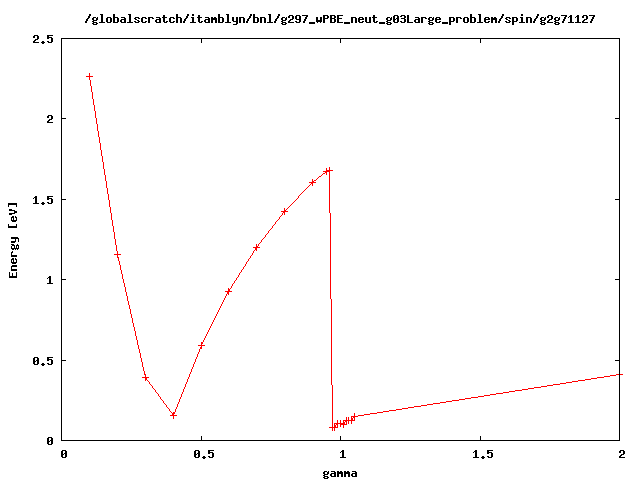 /globalscratch/itamblyn/bnl/g297_wPBE_neut_g03Large_problem/spin/g2g71127
2.5
2
1.5
1
0.5
0
Energy [eV]
0 0.5 1 1.5 2
gamma